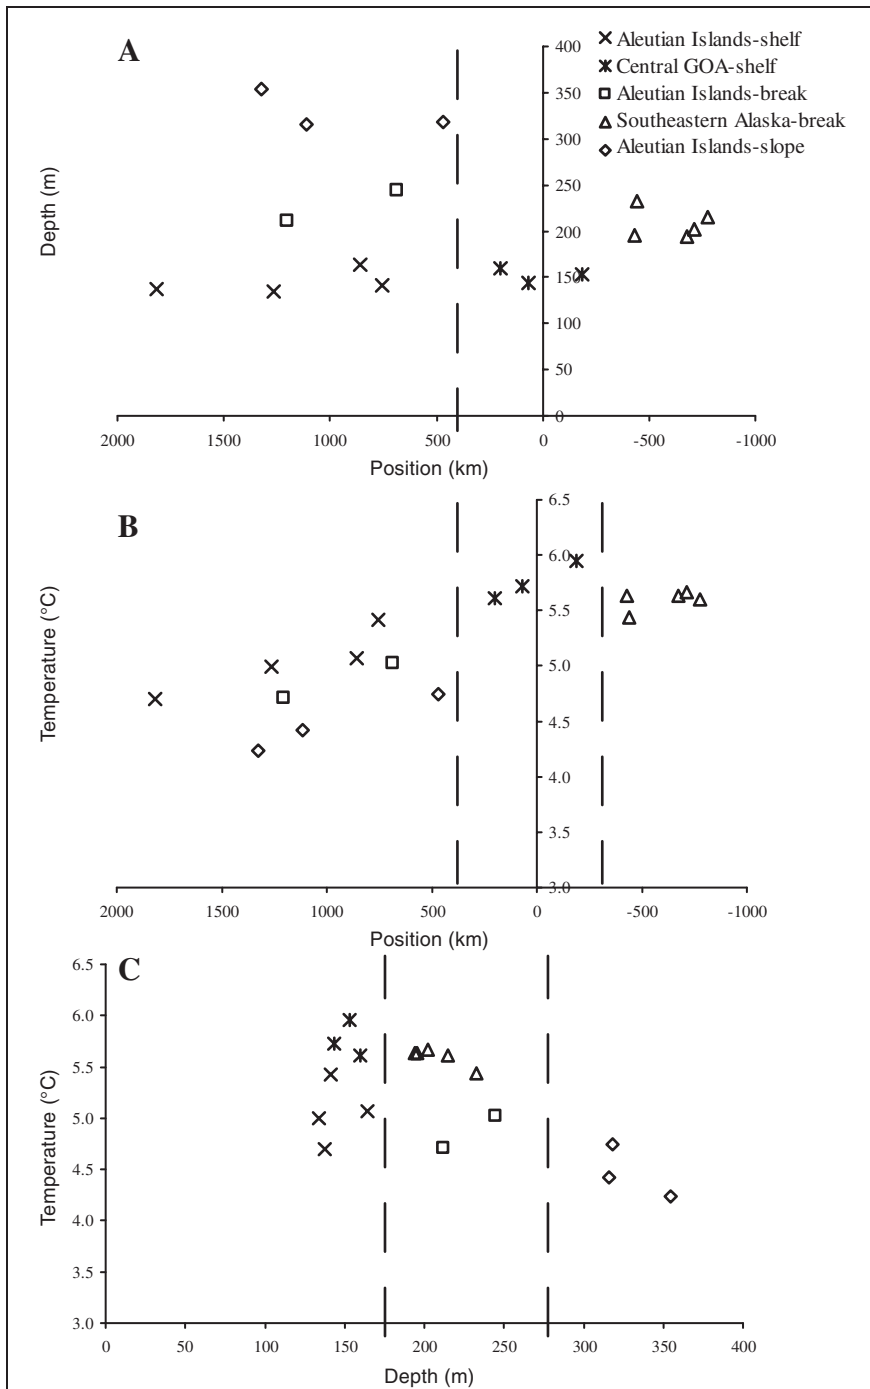 A
Aleutian Islands-shelf
Central GOA-shelf
Aleutian Islands-break
Southeastern Alaska-break
Aleutian Islands-slope
400
350
300
250
200
150
100
50
0
Depth (m)
2000 1500 1000 500 0 -500 -1000
Position (km)
B
6.5
6.0
5.5
5.0
4.5
4.0
3.5
3.0
Temperature (°C)
2000 1500 1000 500 0 -500 -1000
Position (km)
C
6.5
6.0
5.5
5.0
4.5
4.0
3.5
3.0
Temperature (°C)
0 50 100 150 200 250 300 350 400
Depth (m)